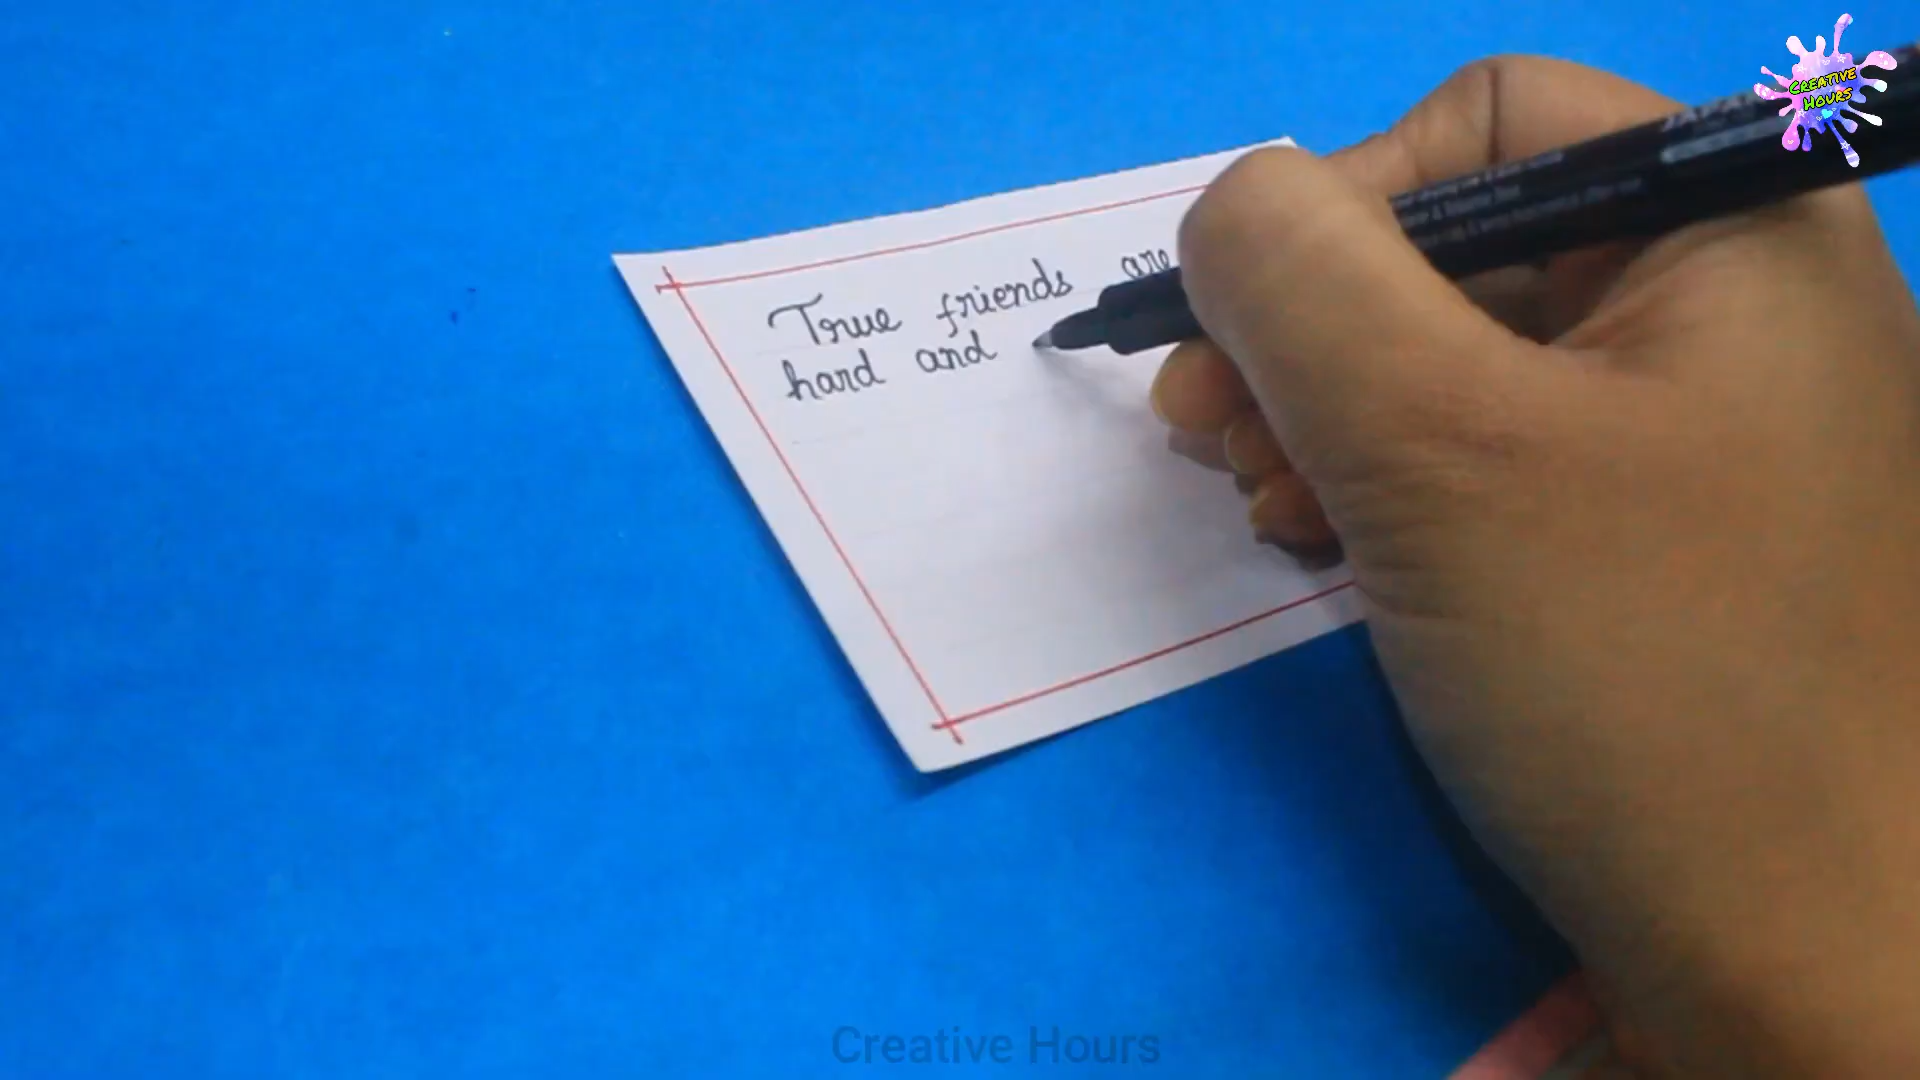 CREATIVE
HOURS
True friends are
hard and
Creative Hours